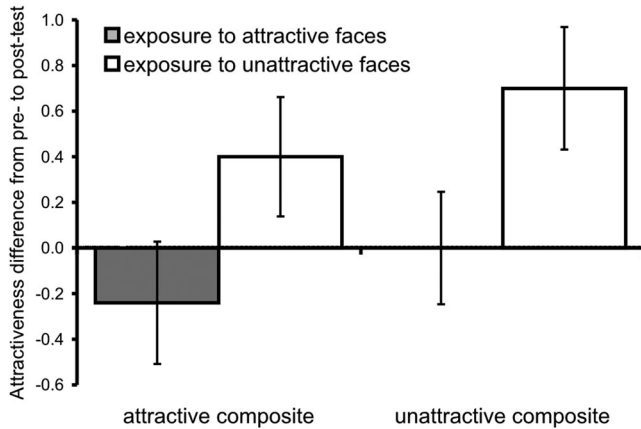 Attractiveness difference from pre- to post-test
1.0
0.8
0.6
0.4
0.2
0.0
-0.2
-0.4
-0.6
exposure to attractive faces
exposure to unattractive faces
attractive composite
unattractive composite